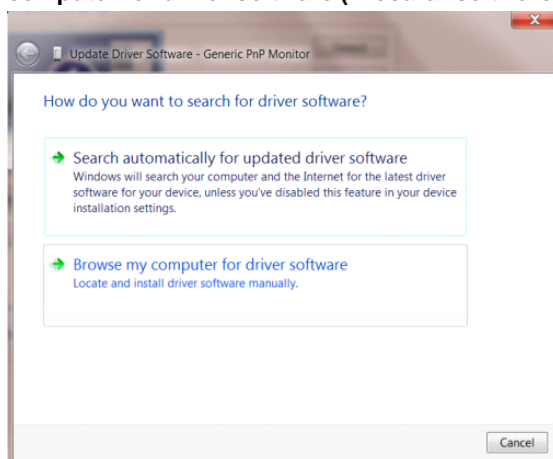 Update Driver Software - Generic PnP Monitor
How do you want to search for driver software?
Search automatically for updated driver software
Windows will search your computer and the Internet for the latest driver
software for your device, unless you've disabled this feature in your device
installation settings.
Browse my computer for driver software
Locate and install driver software manually.
Cancel